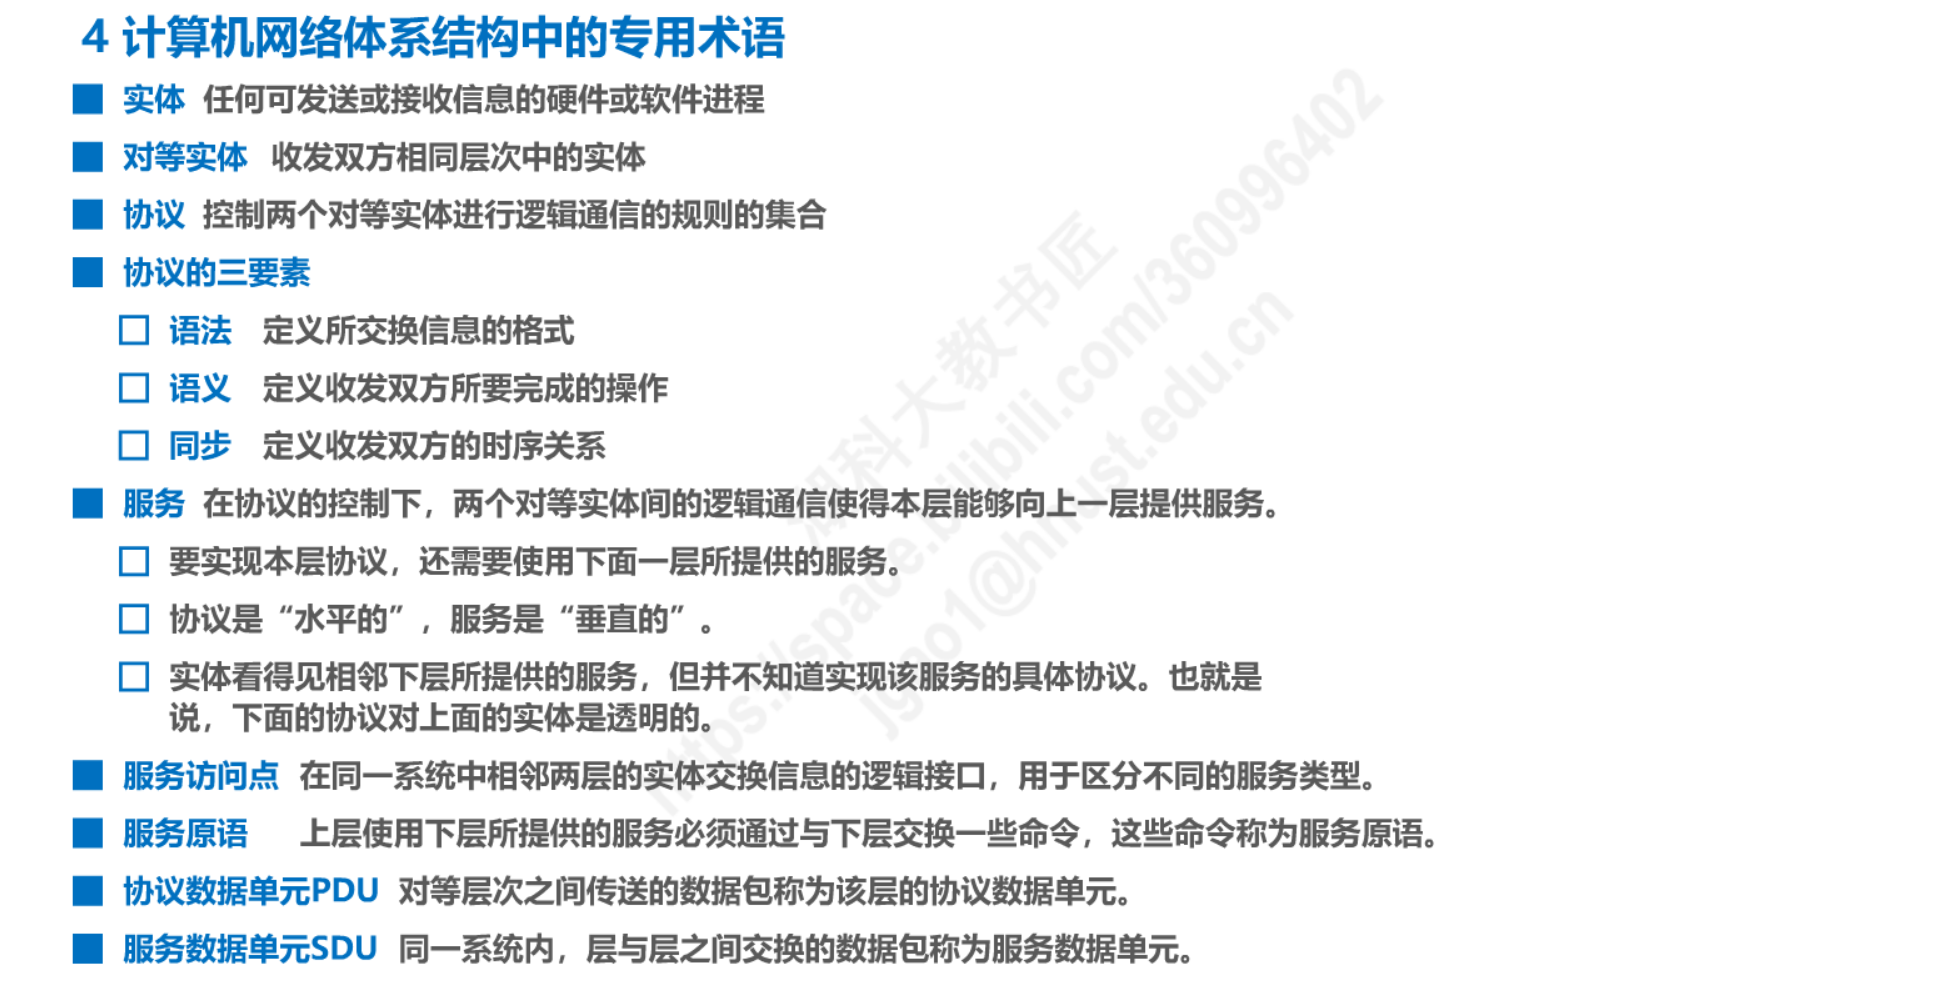 4 计算机网络体系结构中的专用术语
实体 任何可发送或接收信息的硬件或软件进程
对等实体 收发双方相同层次中的实体
协议 控制两个对等实体进行逻辑通信的规则的集合
协议的三要素
语法 定义所交换信息的格式
语义 定义收发双方所要完成的操作
同步 定义收发双方的时序关系
服务 在协议的控制下，两个对等实体间的逻辑通信使得本层能够向上一层提供服务。
要实现本层协议，还需要使用下面一层所提供的服务。
协议是“水平的”，服务是“垂直的”。
实体看得见相邻下层所提供的服务，但并不知道实现该服务的具体协议。也就是
说，下面的协议对上面的实体是透明的。
服务访问点 在同一系统中相邻两层的实体交换信息的逻辑接口，用于区分不同的服务类型。
服务原语 上层使用下层所提供的服务必须通过与下层交换一些命令，这些命令称为服务原语。
协议数据单元PDU 对等层次之间传送的数据包称为该层的协议数据单元。
服务数据单元SDU 同一系统内，层与层之间交换的数据包称为服务数据单元。
湖科大教书匠
https://space.bilibili.com/360996402
jgao1@hnust.edu.cn